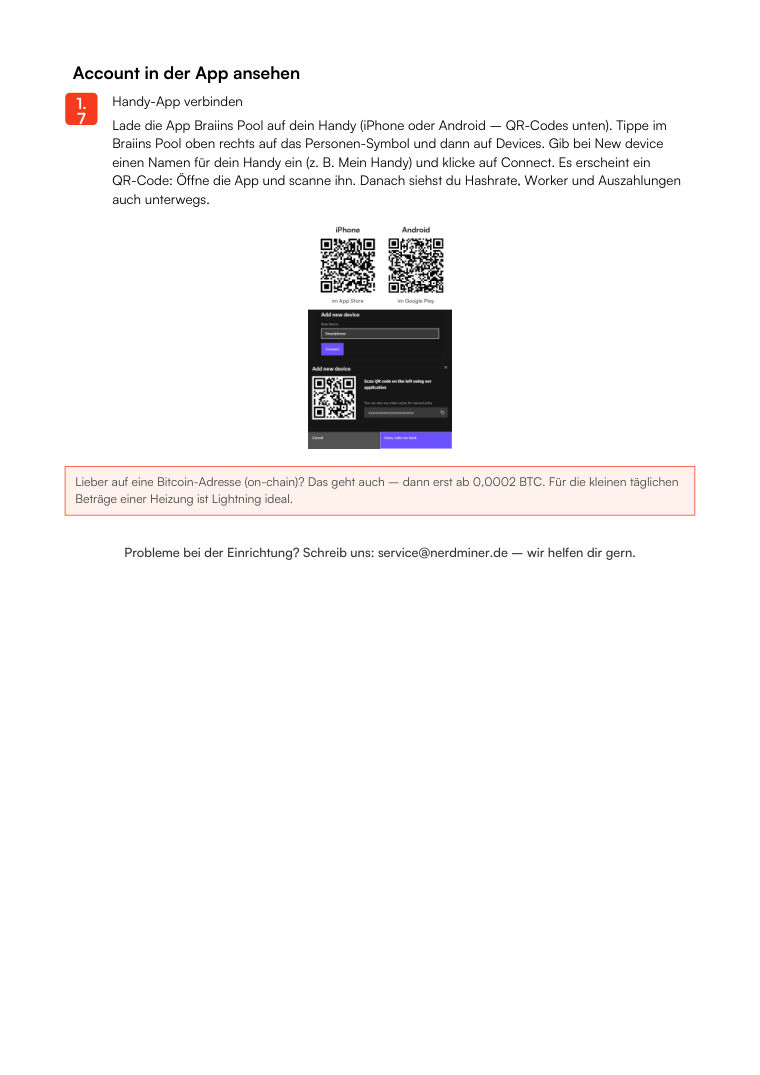 Account in der App ansehen
1.
7
Handy-App verbinden
Lade die App Braiins Pool auf dein Handy (iPhone oder Android — QR-Codes unten). Tippe im
Braiins Pool oben rechts auf das Personen-Symbol und dann auf Devices. Gib bei New device
einen Namen für dein Handy ein (z. B. Mein Handy) und klicke auf Connect. Es erscheint ein
QR-Code: Öffne die App und scanne ihn. Danach siehst du Hashrate, Worker und Auszahlungen
auch unterwegs.
iPhone Android
im App Store im Google Play
Add new device
New device
Smartphone
Connect
Add new device
Scan QR code on the left using our
application
Cancel
Done, take me back
Lieber auf eine Bitcoin-Adresse (on-chain)? Das geht auch — dann erst ab 0,0002 BTC. Für die kleinen täglichen
Beträge einer Heizung ist Lightning ideal.
Probleme bei der Einrichtung? Schreib uns: service@nerdminer.de — wir helfen dir gern.